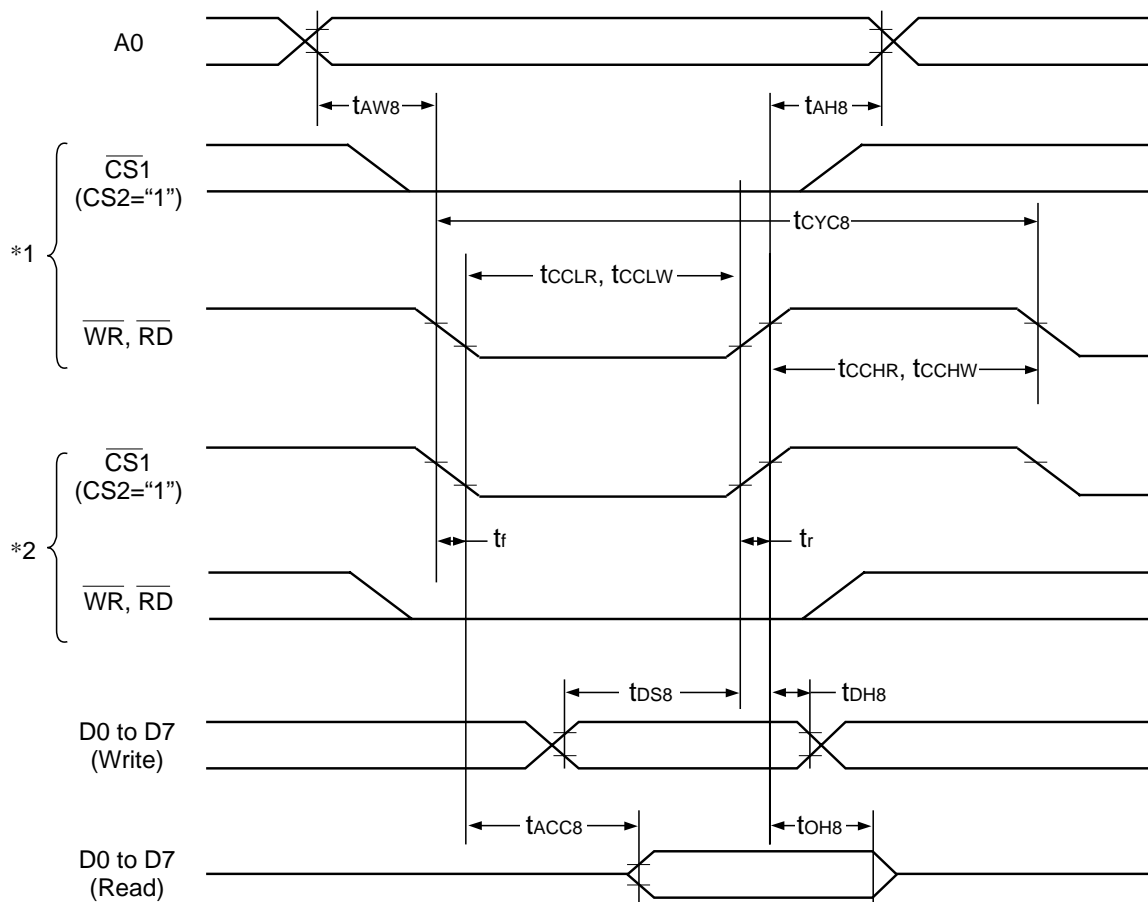 A0
tAW8
tAH8
CS1
(CS2=“1”)
tCYC8
*1
tCCLR, tCCLW
WR, RD
tCCHR, tCCHW
CS1
(CS2=“1”)
*2
tf
tr
WR, RD
tDS8
tDH8
D0 to D7
(Write)
tACC8
tOH8
D0 to D7
(Read)